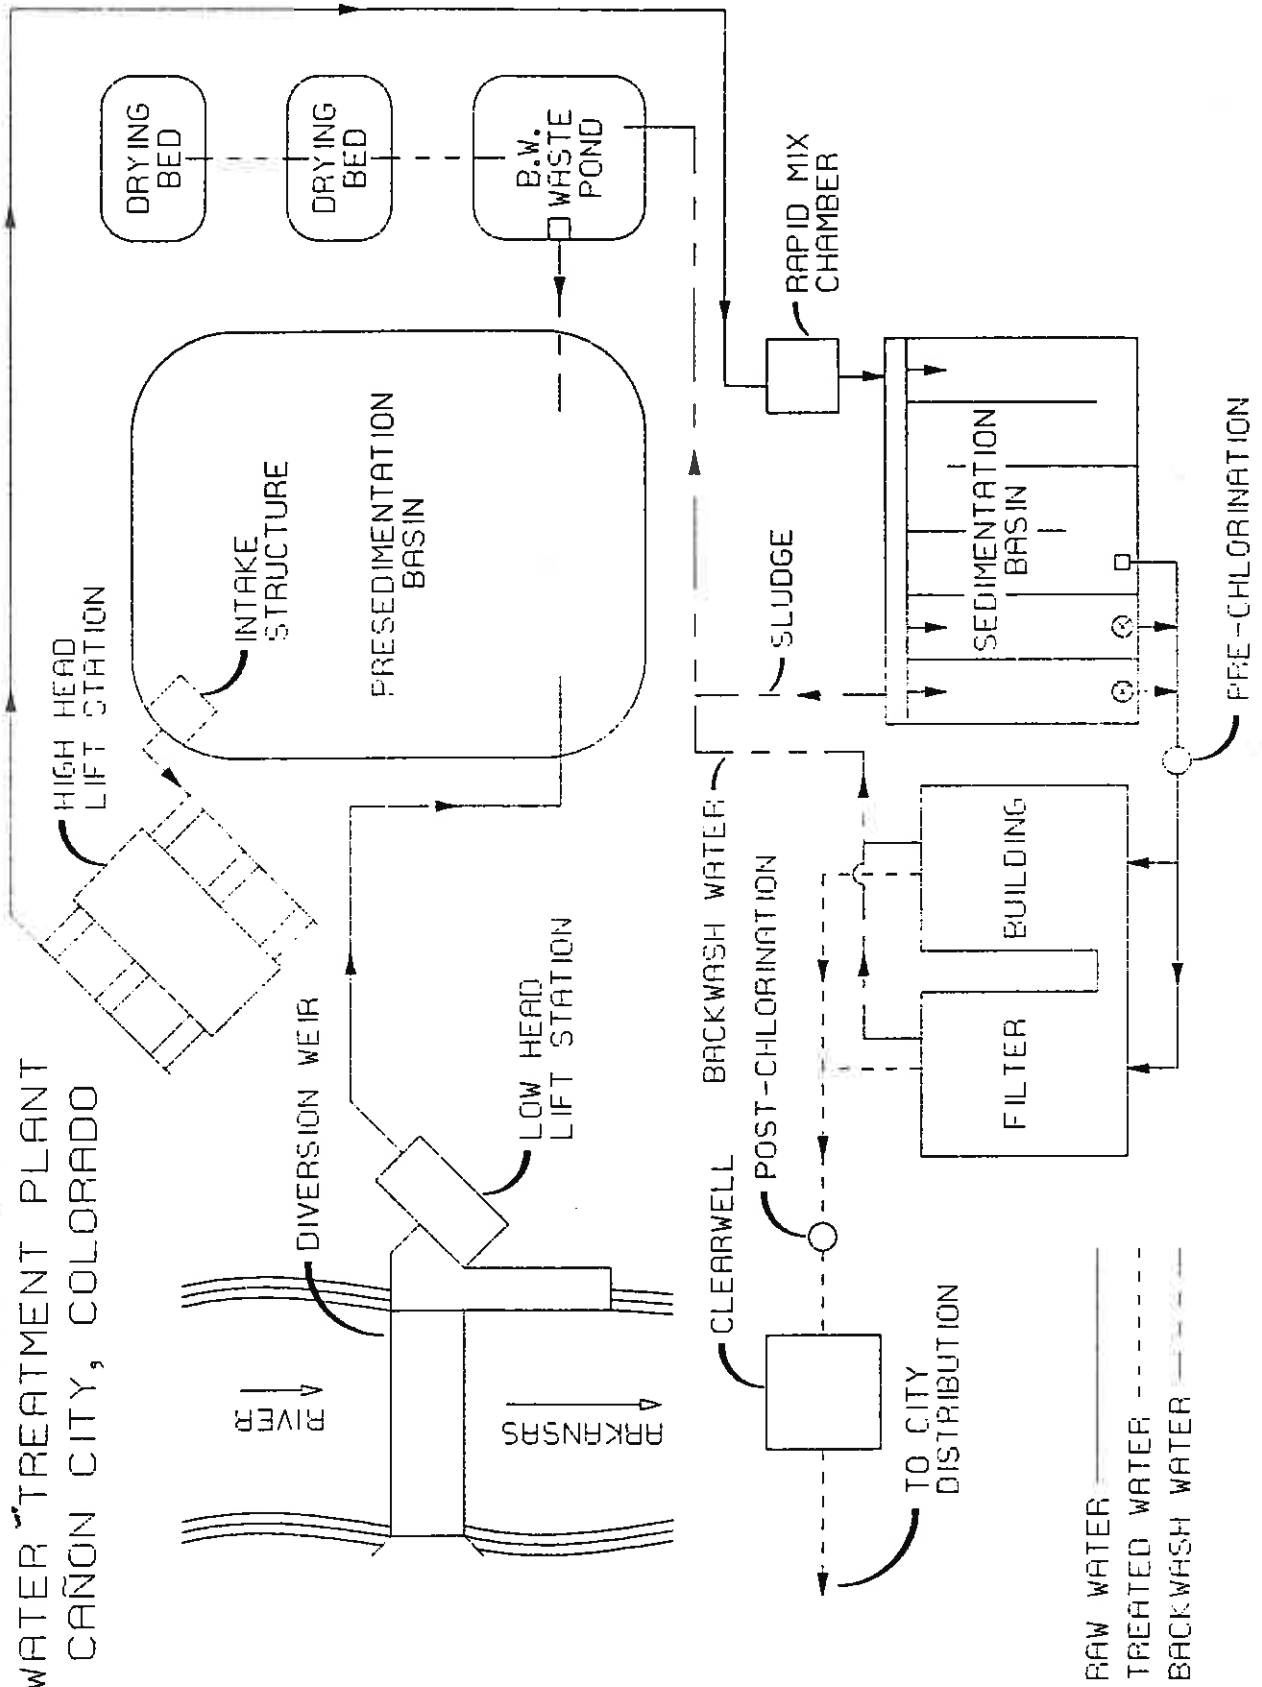 WATER TREATMENT PLANT
CAÑON CITY, COLORADO
HIGH HEAD
LIFT STATION
INTAKE
STRUCTURE
DRYING
BED
DRYING
BED
B.W.
WASTE
POND
PRESEDIMENTATION
BASIN
DIVERSION WEIR
RIVER
ARKANSAS
LOW HEAD
LIFT STATION
RAPID MIX
CHAMBER
SLUDGE
BACKWASH WATER
POST-CHLORINATION
CLEARWELL
TO CITY
DISTRIBUTION
SEDIMENTATION
BASIN
FILTER BUILDING
PRE-CHLORINATION
RAW WATER
TREATED WATER
BACKWASH WATER